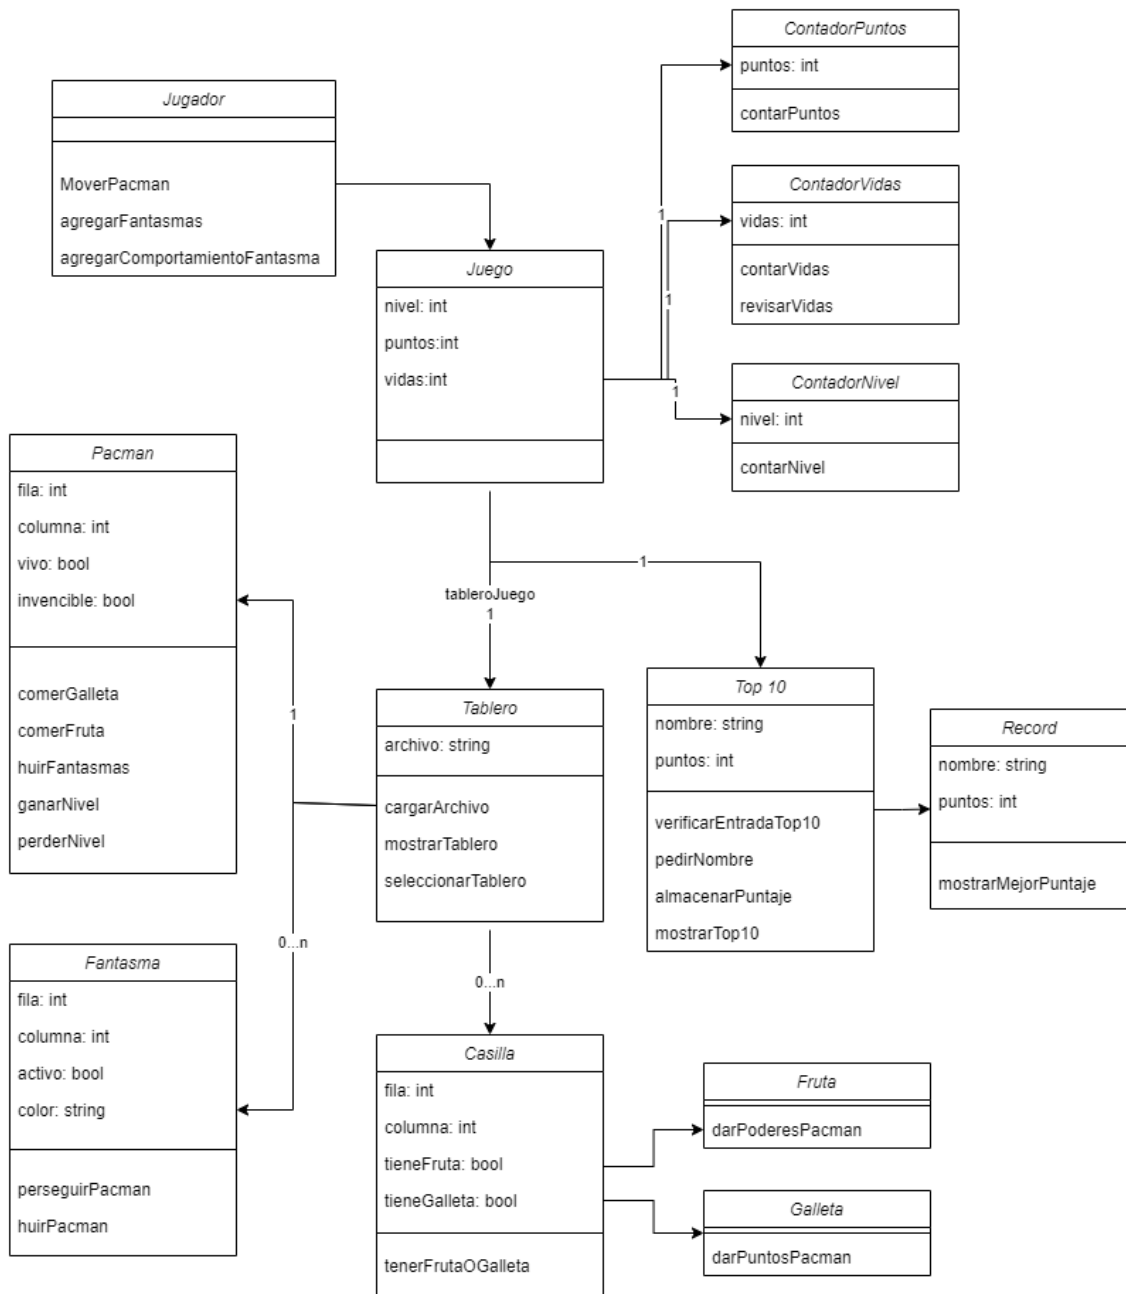 Jugador
MoverPacman
agregarFantasmas
agregarComportamientoFantasma
ContadorPuntos
puntos: int
contarPuntos
ContadorVidas
vidas: int
contarVidas
revisarVidas
ContadorNivel
nivel: int
contarNivel
1
1
1
Juego
nivel: int
puntos:int
vidas:int
Pacman
fila: int
columna: int
vivo: bool
invencible: bool
comerGalleta
comerFruta
huirFantasmas
ganarNivel
perderNivel
tableroJuego
1
1
1
Tablero
archivo: string
cargarArchivo
mostrarTablero
seleccionarTablero
Top 10
nombre: string
puntos: int
verificarEntradaTop10
pedirNombre
almacenarPuntaje
mostrarTop10
Record
nombre: string
puntos: int
mostrarMejorPuntaje
0...n
Fantasma
fila: int
columna: int
activo: bool
color: string
perseguirPacman
huirPacman
0...n
Casilla
fila: int
columna: int
tieneFruta: bool
tieneGalleta: bool
tenerFrutaOGalleta
Fruta
darPoderesPacman
Galleta
darPuntosPacman